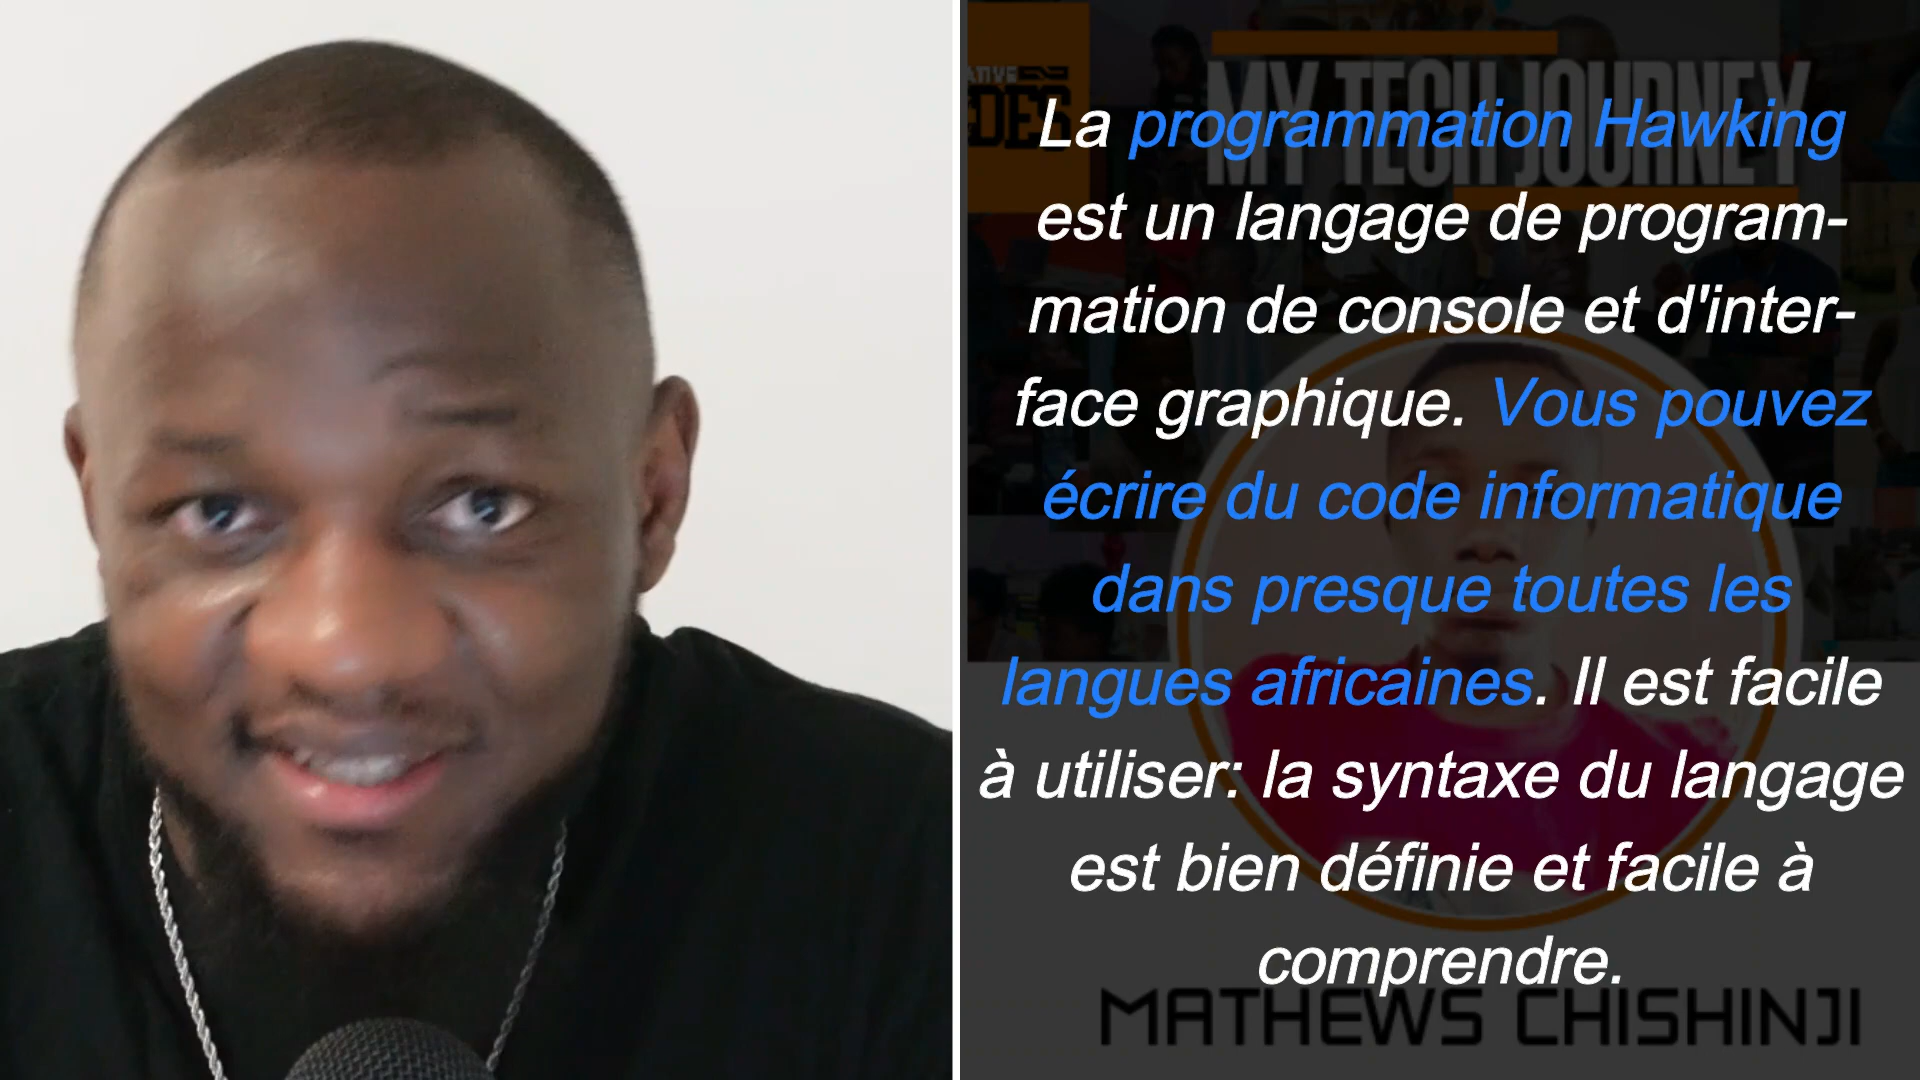 ATIVE
DES
MY TECH JOURNEY
La programmation Hawking
est un langage de program-
mation de console et d'inter-
face graphique. Vous pouvez
écrire du code informatique
dans presque toutes les
langues africaines. Il est facile
à utiliser: la syntaxe du langage
est bien définie et facile à
comprendre.
MATHEWS CHISHINJI